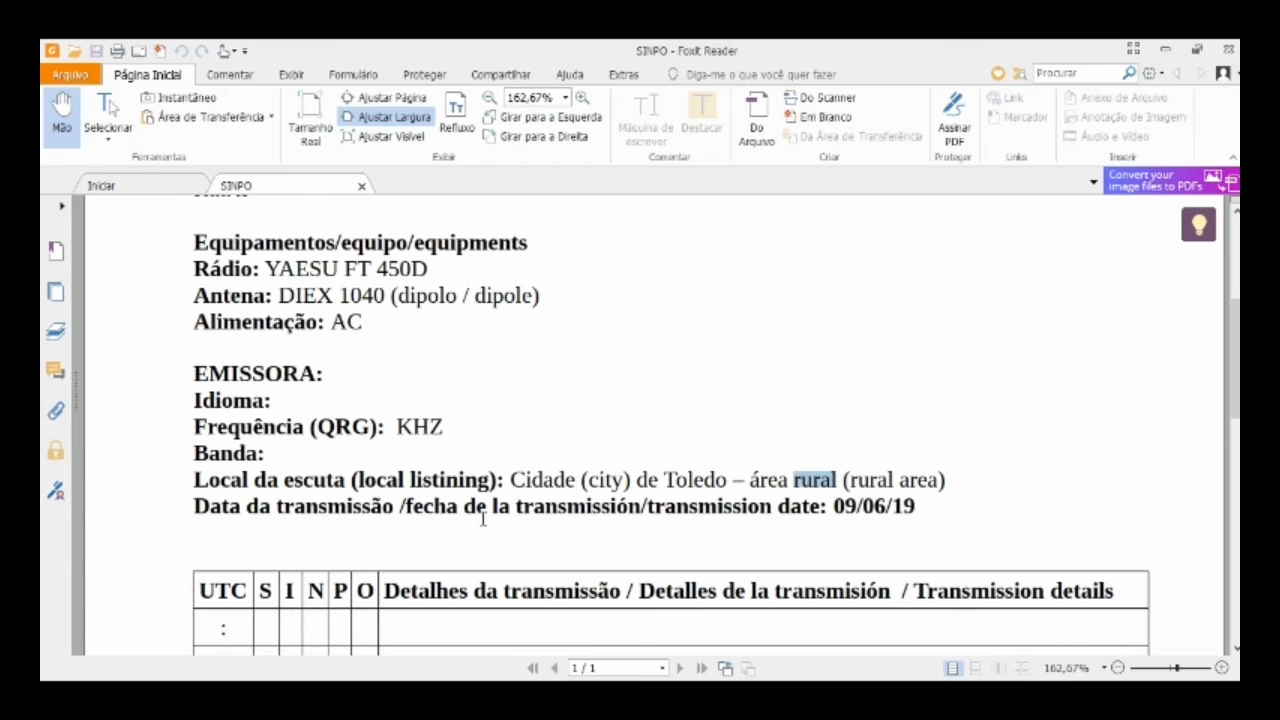 SINPO - Foxit Reader
Arquivo Página Inicial Comentar Exibir Formulário Proteger Compartilhar Ajuda Extras Diga-me o que você quer fazer Procurar
Mão
Selecionar
Instantâneo
Área de Transferência
Ferramentas
Tamanho Real
Ajustar Página
Ajustar Largura
Ajustar Visível
Refluxo
162,67%
Girar para a Esquerda
Girar para a Direita
Exibir
Máquina de escrever
Destacar
Comentar
Do Arquivo
Do Scanner
Em Branco
Da Área de Transferência
Criar
Assinar PDF
Proteger
Link
Marcador
Links
Anexo de Arquivo
Anotação de Imagem
Áudio e Vídeo
Inserir
Iniciar SINPO
Convert your
image files to PDFs
Equipamentos/equipo/equipments
Rádio: YAESU FT 450D
Antena: DIEX 1040 (dipolo / dipole)
Alimentação: AC
EMISSORA:
Idioma:
Frequência (QRG): KHZ
Banda:
Local da escuta (local listining): Cidade (city) de Toledo – área rural (rural area)
Data da transmissão /fecha de la transmissión/transmission date: 09/06/19
UTC S I N P O Detalhes da transmissão / Detalles de la transmisión / Transmission details
:
1 / 1
162,67%